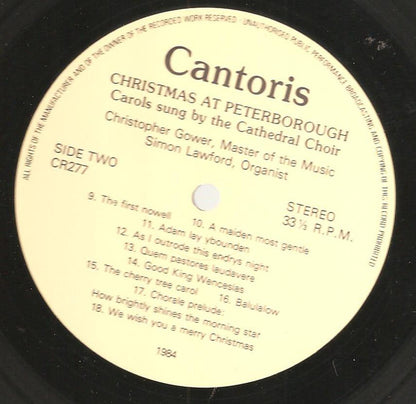 ALL RIGHTS OF THE MANUFACTURER AND OF THE OWNER OF THE RECORDED WORK RESERVED · UNAUTHORISED PUBLIC PERFORMANCE BROADCASTING AND COPYING OF THIS RECORD PROHIBITED
Cantoris
CHRISTMAS AT PETERBOROUGH
Carols sung by the Cathedral Choir
Christopher Gower, Master of the Music
Simon Lawford, Organist
SIDE TWO
CR277
STEREO
33⅓ R.P.M.
9. The first nowell
10. A maiden most gentle
11. Adam lay ybounden
12. As I outrode this endrys night
13. Quem pastores laudavere
14. Good King Wenceslas
15. The cherry tree carol 16. Balulalow
17. Chorale prelude:
How brightly shines the morning star
18. We wish you a merry Christmas
1984